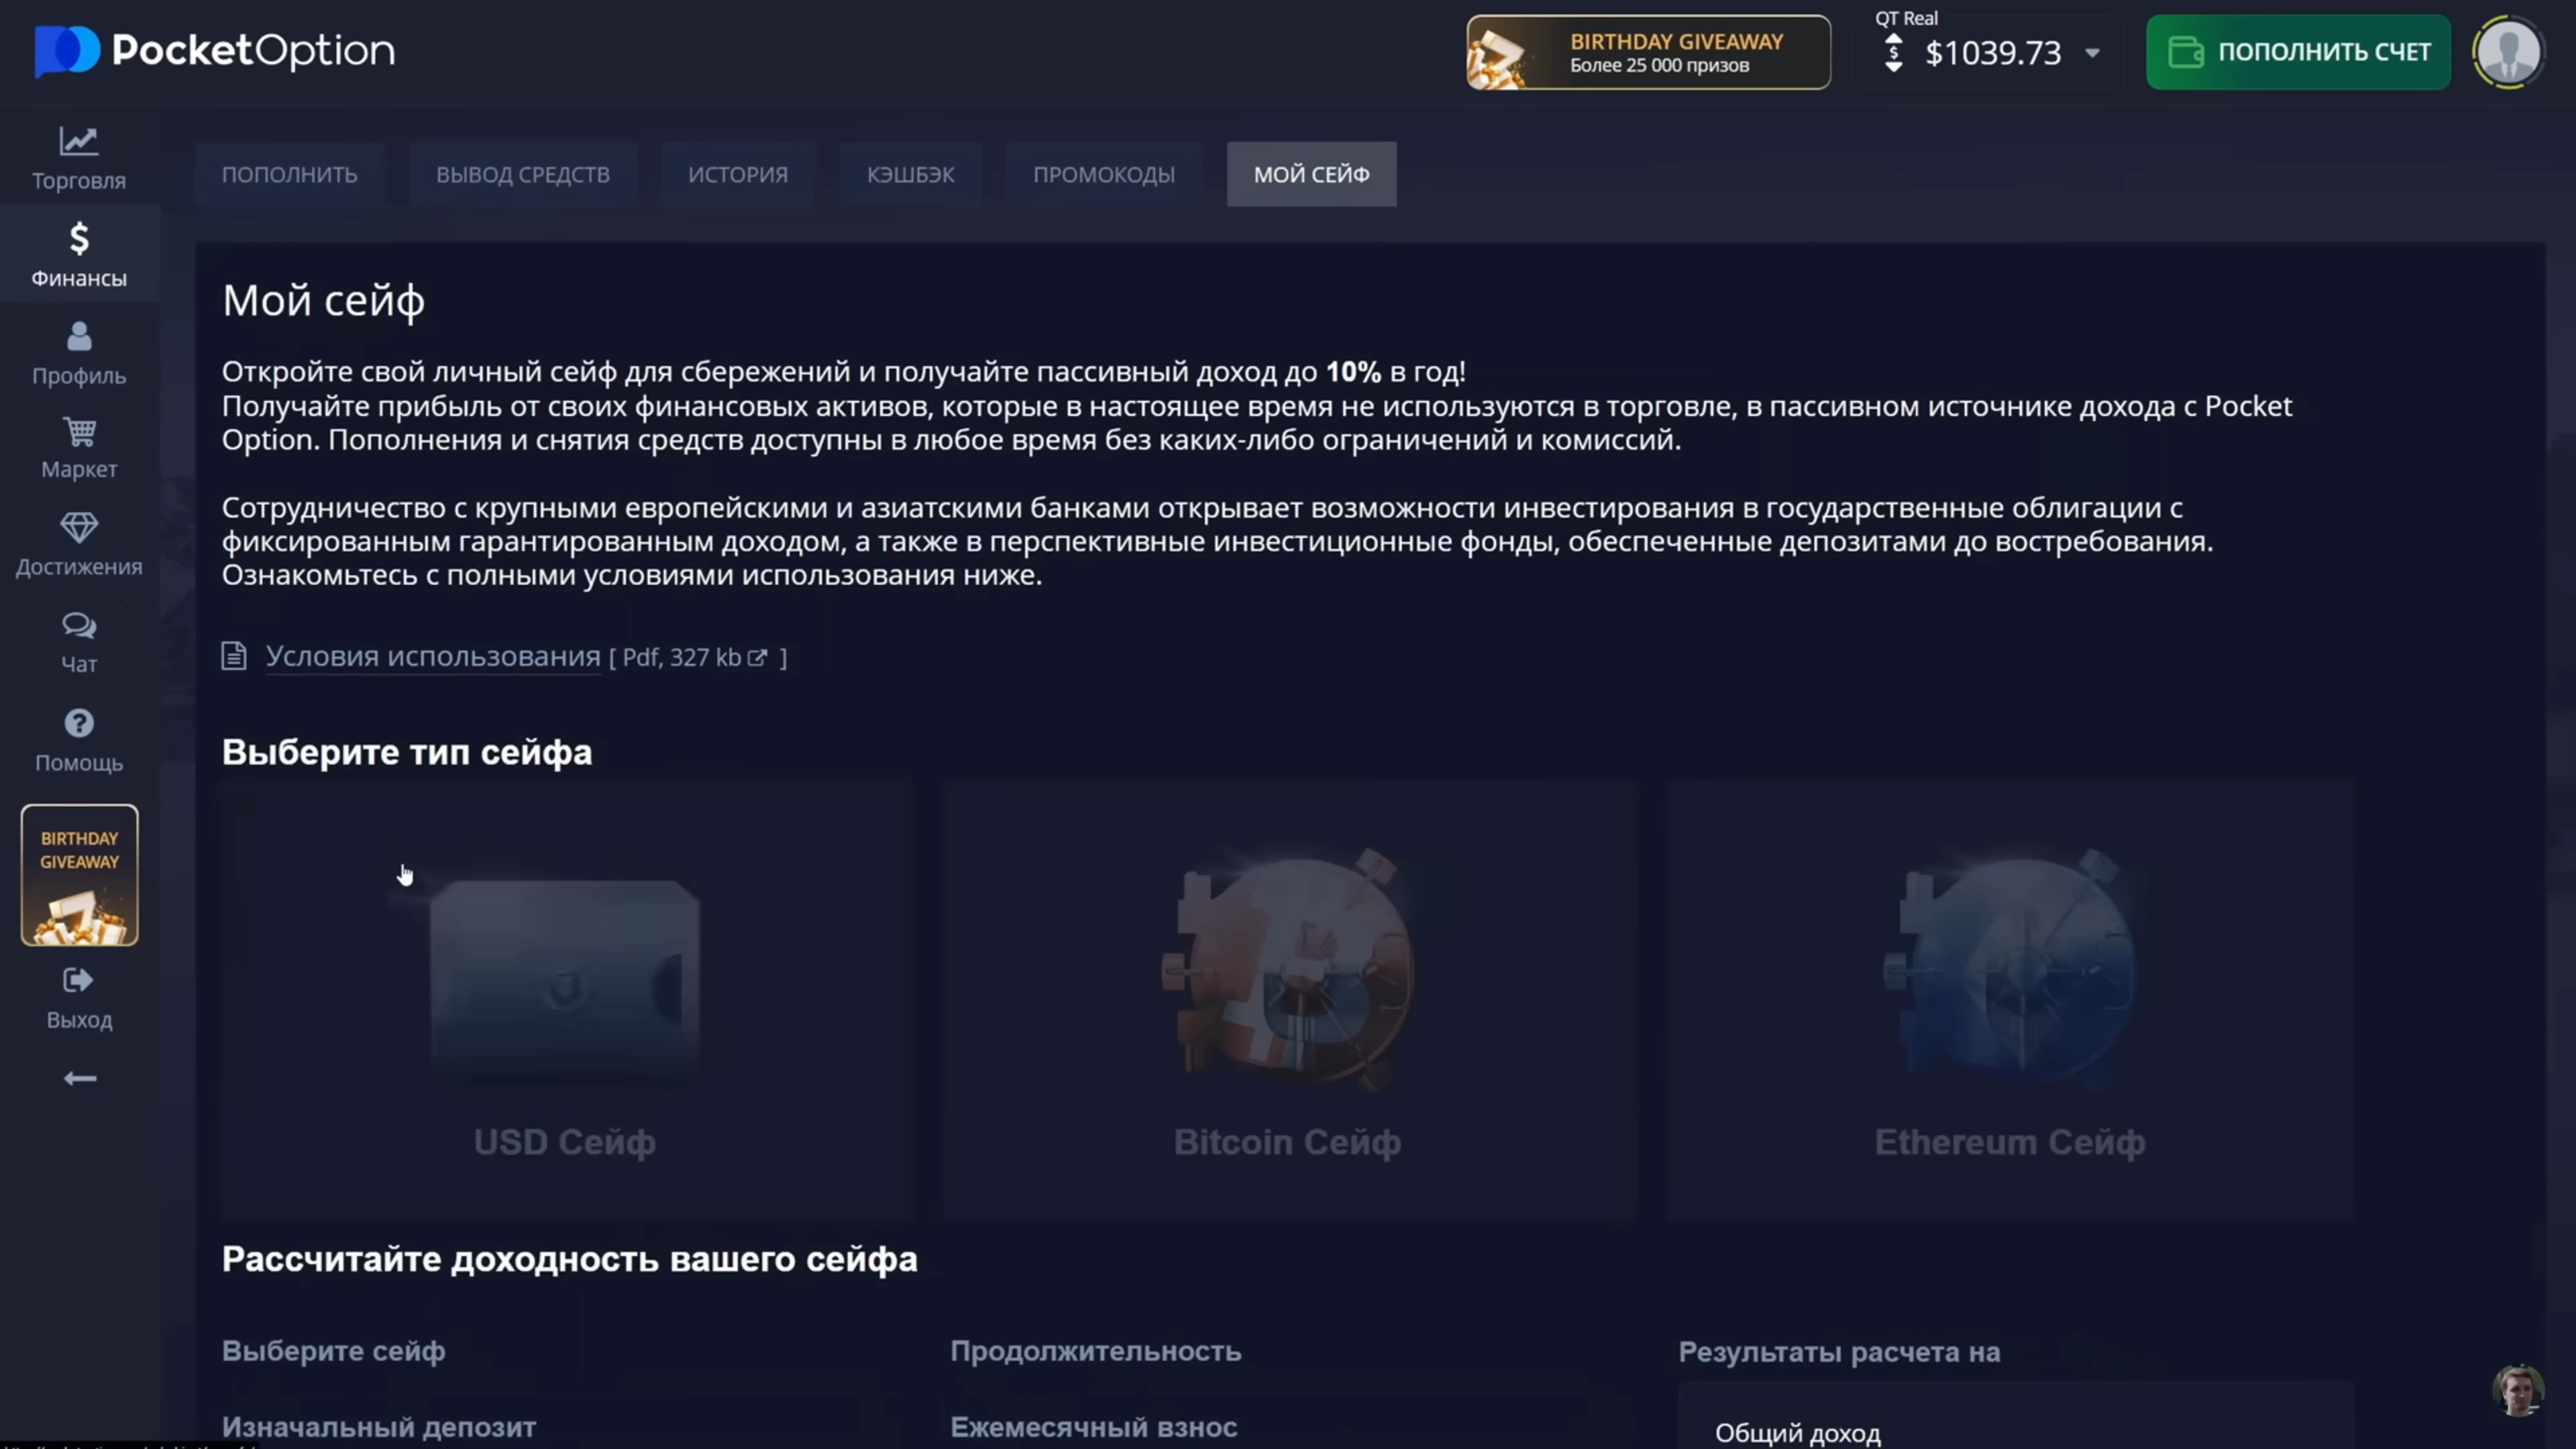 PocketOption
BIRTHDAY GIVEAWAY
Более 25 000 призов
QT Real
$1039.73
ПОПОЛНИТЬ СЧЕТ
Торговля
Финансы
Профиль
Маркет
Достижения
Чат
Помощь
BIRTHDAY
GIVEAWAY
Выход
ПОПОЛНИТЬ
ВЫВОД СРЕДСТВ
ИСТОРИЯ
КЭШБЭК
ПРОМОКОДЫ
МОЙ СЕЙФ
Мой сейф
Откройте свой личный сейф для сбережений и получайте пассивный доход до 10% в год!
Получайте прибыль от своих финансовых активов, которые в настоящее время не используются в торговле, в пассивном источнике дохода с Pocket
Option. Пополнения и снятия средств доступны в любое время без каких-либо ограничений и комиссий.
Сотрудничество с крупными европейскими и азиатскими банками открывает возможности инвестирования в государственные облигации с
фиксированным гарантированным доходом, а также в перспективные инвестиционные фонды, обеспеченные депозитами до востребования.
Ознакомьтесь с полными условиями использования ниже.
Условия использования [ Pdf, 327 kb ]
Выберите тип сейфа
USD Сейф
Bitcoin Сейф
Ethereum Сейф
Рассчитайте доходность вашего сейфа
Выберите сейф
Продолжительность
Результаты расчета на
Изначальный депозит
Ежемесячный взнос
Общий доход